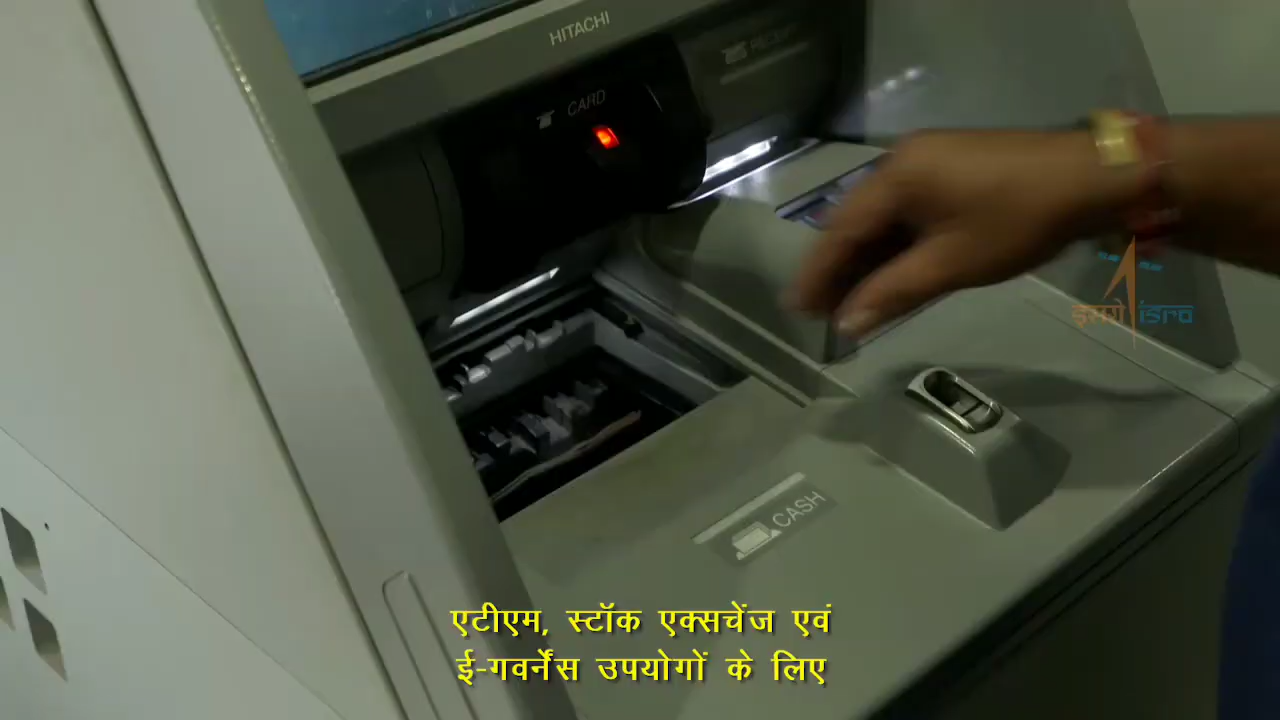 HITACHI
CARD
CASH
इसरो isro
एटीएम, स्टॉक एक्सचेंज एवं
ई-गवर्नेंस उपयोगों के लिए